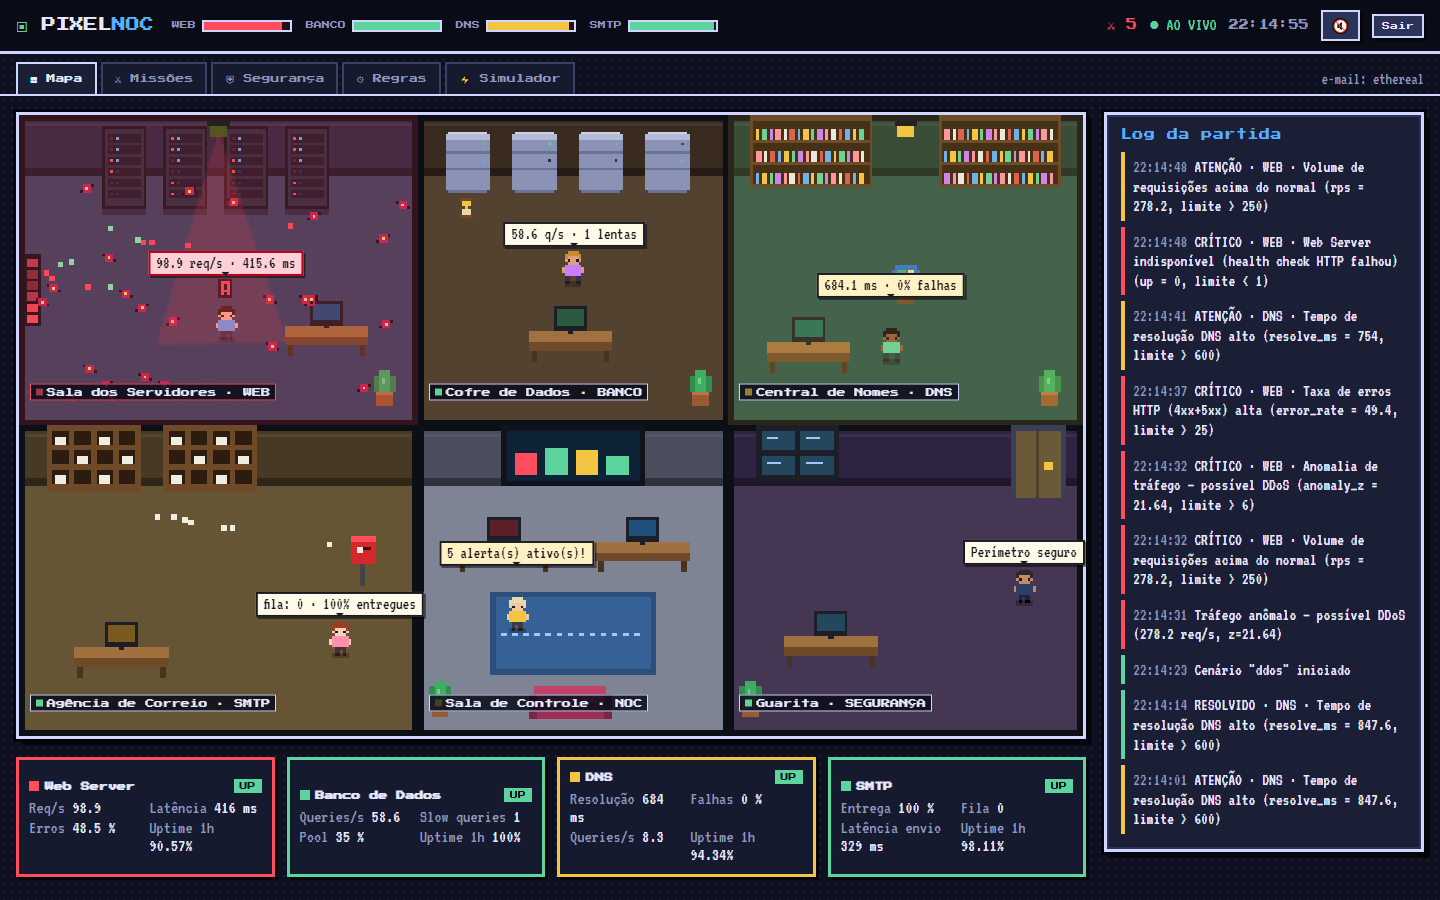 PIXELNOC
WEB
BANCO
DNS
SMTP
5
AO VIVO
22:14:55
Sair
Mapa
Missões
Segurança
Regras
Simulador
e-mail: ethereal
98.9 req/s · 415.6 ms
Sala dos Servidores · WEB
58.6 q/s · 1 lentas
Cofre de Dados · BANCO
684.1 ms · 0% falhas
Central de Nomes · DNS
fila: 0 · 100% entregues
Agência de Correio · SMTP
5 alerta(s) ativo(s)!
Sala de Controle · NOC
Perímetro seguro
Guarita · SEGURANÇA
Web Server
UP
Req/s 98.9
Latência 416 ms
Erros 48.5 %
Uptime 1h
90.57%
Banco de Dados
UP
Queries/s 58.6
Slow queries 1
Pool 35 %
Uptime 1h 100%
DNS
UP
Resolução 684
ms
Falhas 0 %
Queries/s 8.3
Uptime 1h
94.34%
SMTP
UP
Entrega 100 %
Fila 0
Latência envio
329 ms
Uptime 1h
98.11%
Log da partida
22:14:48 ATENÇÃO · WEB · Volume de
requisições acima do normal (rps =
278.2, limite > 250)
22:14:48 CRÍTICO · WEB · Web Server
indisponível (health check HTTP falhou)
(up = 0, limite < 1)
22:14:41 ATENÇÃO · DNS · Tempo de
resolução DNS alto (resolve_ms = 754,
limite > 600)
22:14:37 CRÍTICO · WEB · Taxa de erros
HTTP (4xx+5xx) alta (error_rate = 49.4,
limite > 25)
22:14:32 CRÍTICO · WEB · Anomalia de
tráfego — possível DDoS (anomaly_z =
21.64, limite > 6)
22:14:32 CRÍTICO · WEB · Volume de
requisições acima do normal (rps =
278.2, limite > 250)
22:14:31 Tráfego anômalo — possível DDoS
(278.2 req/s, z=21.64)
22:14:23 Cenário "ddos" iniciado
22:14:14 RESOLVIDO · DNS · Tempo de
resolução DNS alto (resolve_ms = 847.6,
limite > 600)
22:14:01 ATENÇÃO · DNS · Tempo de
resolução DNS alto (resolve_ms = 847.6,
limite > 600)